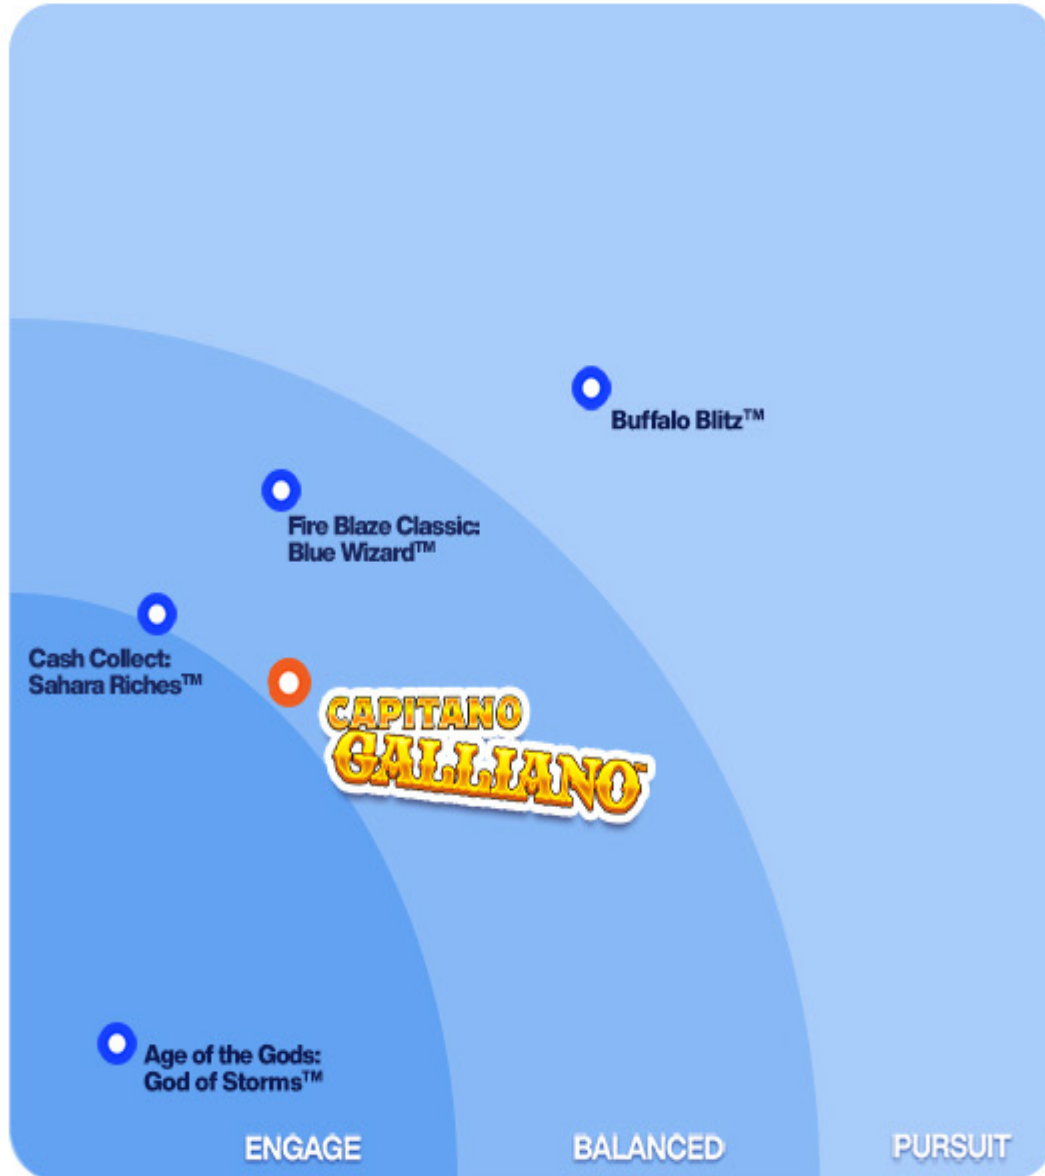 Buffalo Blitz™
Fire Blaze Classic:
Blue Wizard™
Cash Collect:
Sahara Riches™
CAPITANO
GALLIANO™
Age of the Gods:
God of Storms™
ENGAGE
BALANCED
PURSUIT